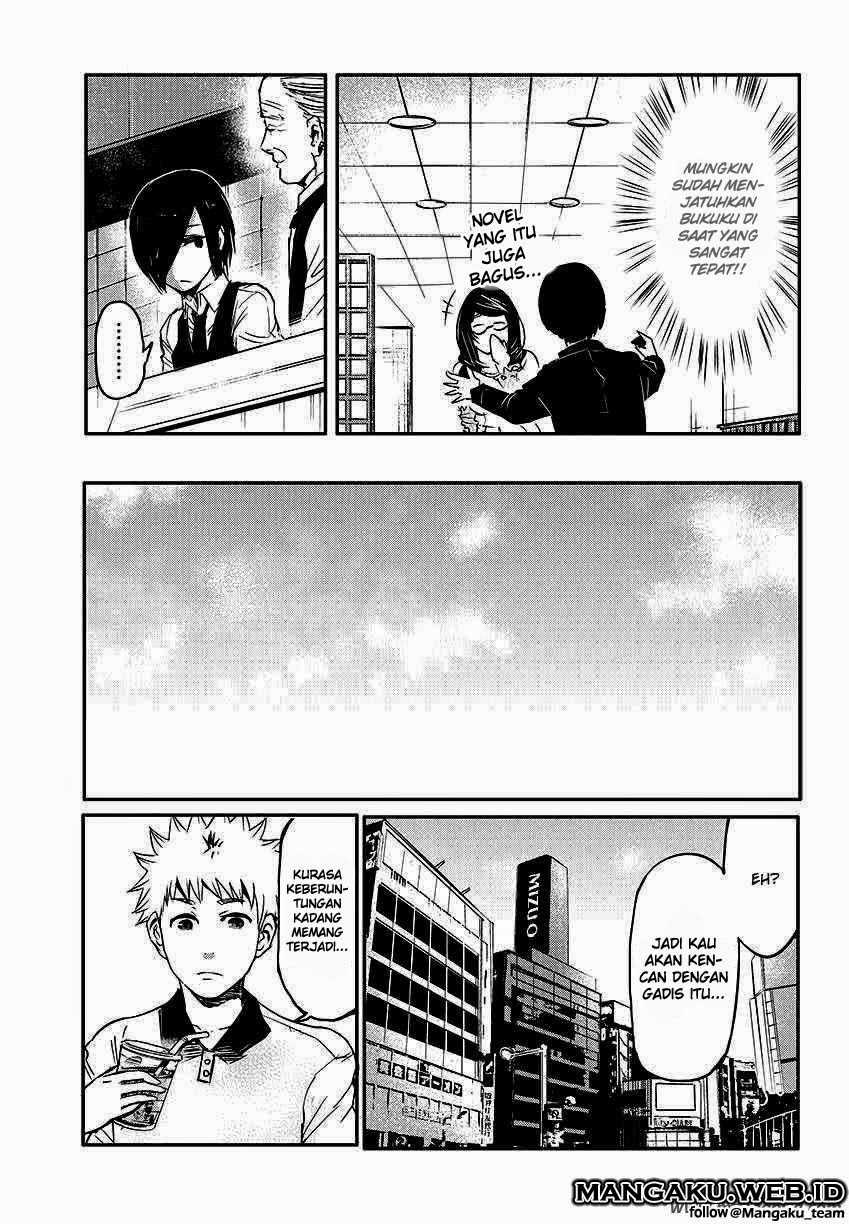 MUNGKIN
SUDAH MEN-
JATUHKAN
BUKUKU DI
SAAT YANG
SANGAT
TEPAT!!
NOVEL
YANG ITU
JUGA
BAGUS...
.........
EH?
JADI KAU
AKAN KEN-
CAN DENGAN
GADIS ITU...
MIZUO
KURASA
KEBERUN-
TUNGAN
KADANG
MEMANG
TERJADI...
MANGAKU.WEB.ID
follow @Mangaku_team